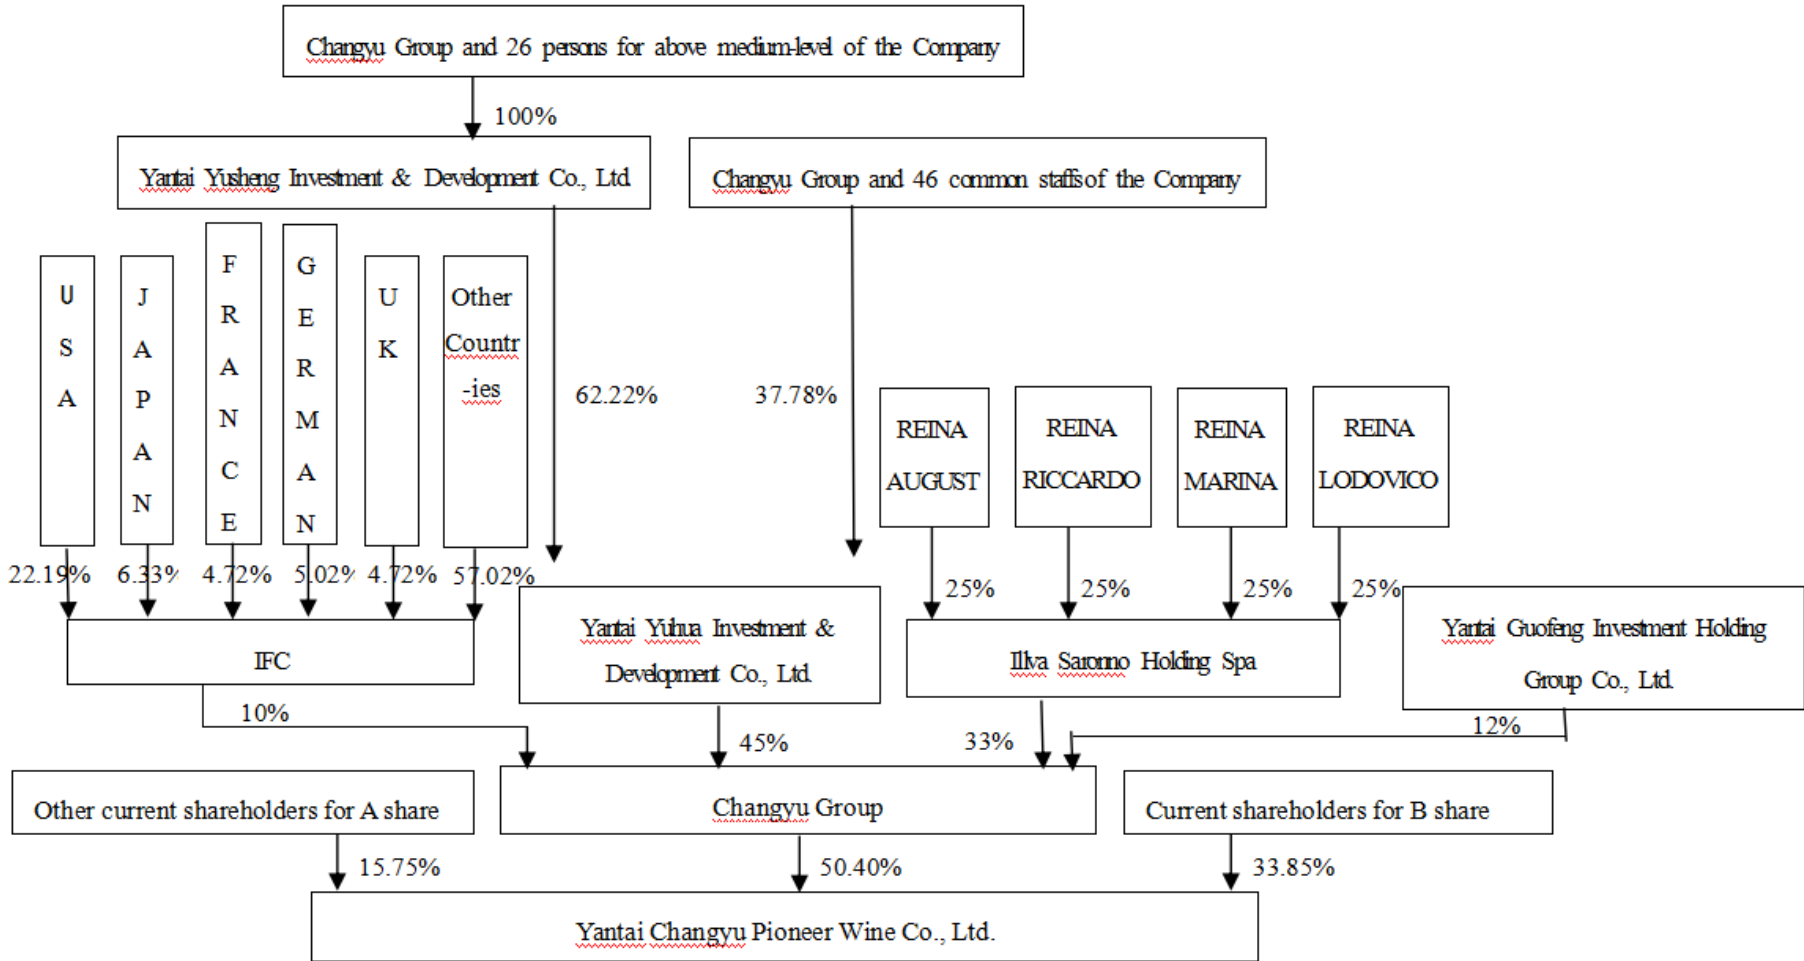 Changyu Group and 26 persons for above medium-level of the Company
100%
Yantai Yusheng Investment & Development Co., Ltd.
Changyu Group and 46 common staffs of the Company
USA
JAPAN
FRANCE
GERMAN
UK
Other
Countr
-ies
62.22%
37.78%
REINA
AUGUST
REINA
RICCARDO
REINA
MARINA
REINA
LODOVICO
22.19%
6.33%
4.72%
5.02%
4.72%
57.02%
25%
25%
25%
25%
IFC
Yantai Yuhua Investment &
Development Co., Ltd.
Illva Saronno Holding Spa
Yantai Guofeng Investment Holding
Group Co., Ltd.
10%
45%
33%
12%
Other current shareholders for A share
Changyu Group
Current shareholders for B share
15.75%
50.40%
33.85%
Yantai Changyu Pioneer Wine Co., Ltd.